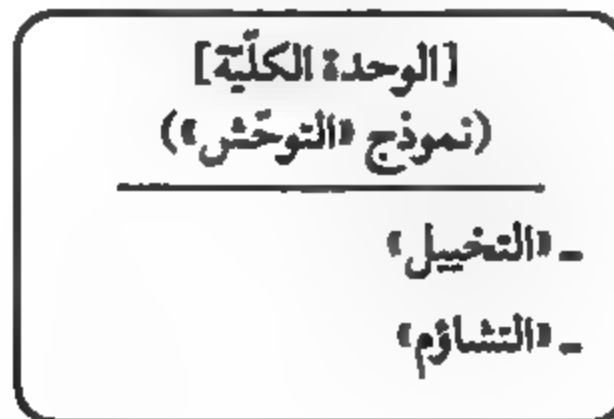 [الوحدة الكلّيّة]
(نموذج «التوحّش»)
ـ «التخييل»
ـ «التشاؤم»